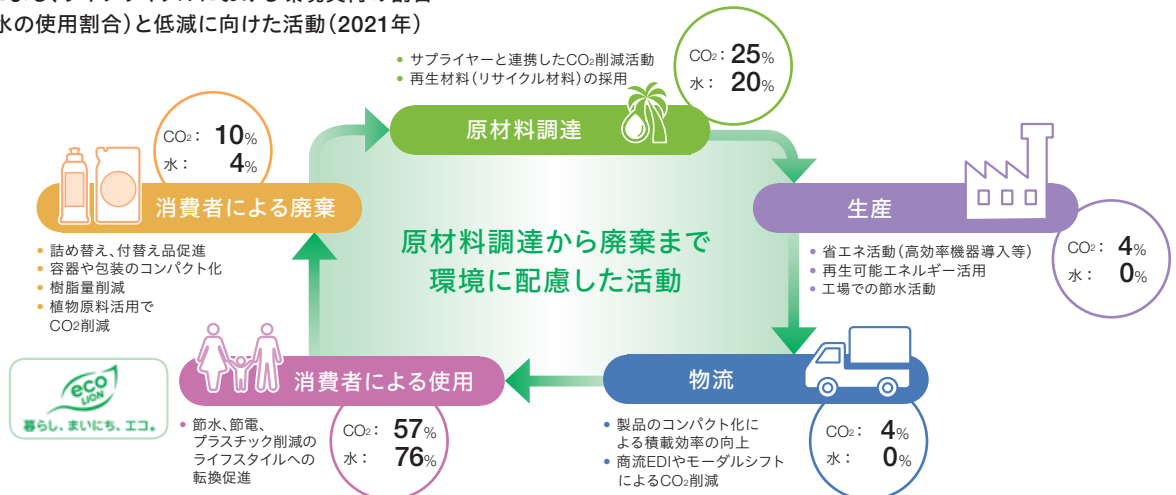 水の使用割合)と低減に向けた活動(2021年)
• サプライヤーと連携したCO2削減活動
• 再生材料(リサイクル材料)の採用
CO2: 25%
水: 20%
原材料調達
CO2: 10%
水: 4%
消費者による廃棄
• 詰め替え、付替え品促進
• 容器や包装のコンパクト化
• 樹脂量削減
• 植物原料活用で
CO2削減
原材料調達から廃棄まで
環境に配慮した活動
生産
• 省エネ活動(高効率機器導入等)
• 再生可能エネルギー活用
• 工場での節水活動
CO2: 4%
水: 0%
eco
LION
暮らし、まいにち、エコ。
消費者による使用
• 節水、節電、
プラスチック削減の
ライフスタイルへの
転換促進
CO2: 57%
水: 76%
物流
• 製品のコンパクト化に
よる積載効率の向上
• 商流EDIやモーダルシフト
によるCO2削減
CO2: 4%
水: 0%